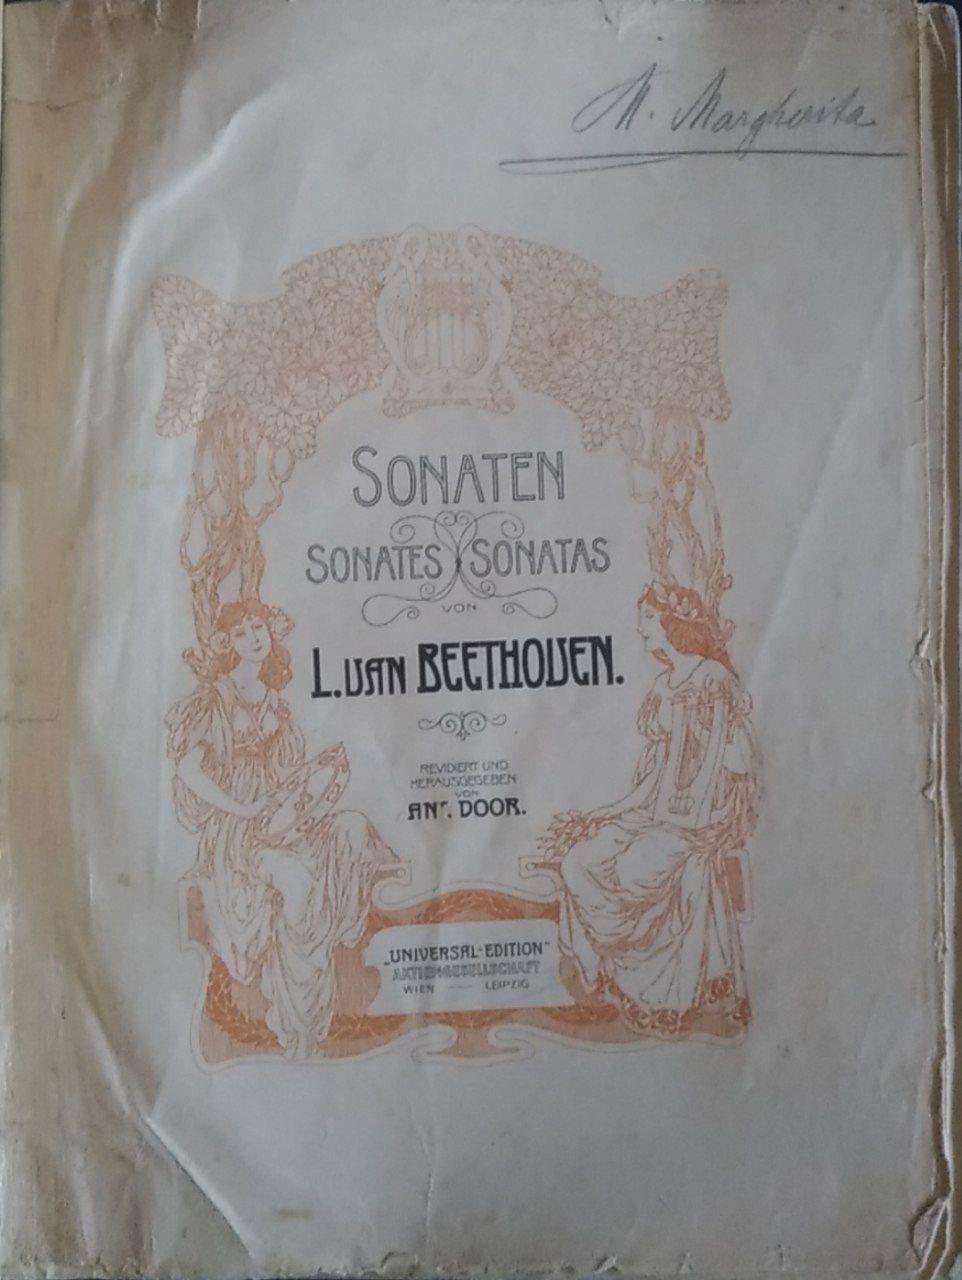 M. Margherita
SONATEN
SONATES SONATAS
VON
L. VAN BEETHOVEN.
REVIDIERT UND
HERAUSGEGEBEN
VON
ANT. DOOR.
„UNIVERSAL-EDITION"
AKTIENGESELLSCHAFT
WIEN — LEIPZIG